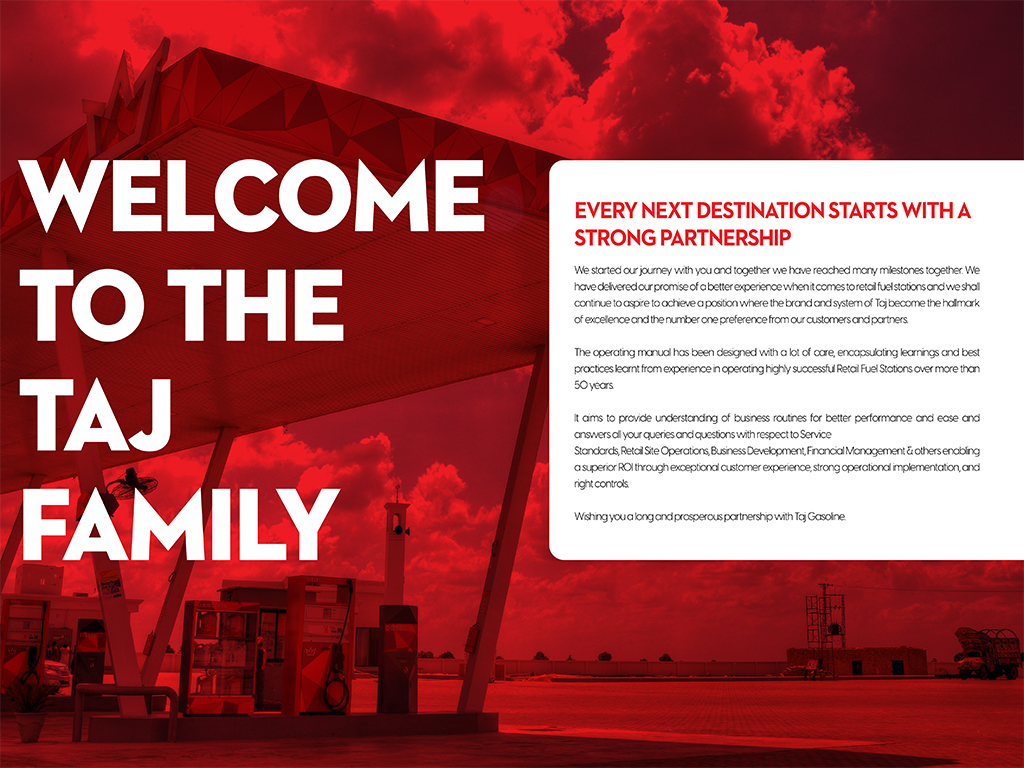 WELCOME
TO THE
TAJ
FAMILY
EVERY NEXT DESTINATION STARTS WITH A
STRONG PARTNERSHIP
We started our journey with you and together we have reached many milestones together. We
have delivered our promise of a better experience when it comes to retail fuel stations and we shall
continue to aspire to achieve a position where the brand and system of Taj become the hallmark
of excellence and the number one preference from our customers and partners.
The operating manual has been designed with a lot of care, encapsulating learnings and best
practices learnt from experience in operating highly successful Retail Fuel Stations over more than
50 years.
It aims to provide understanding of business routines for better performance and ease and
answers all your queries and questions with respect to Service
Standards, Retail Site Operations, Business Development, Financial Management & others enabling
a superior ROI through exceptional customer experience, strong operational implementation, and
right controls.
Wishing you a long and prosperous partnership with Taj Gasoline.